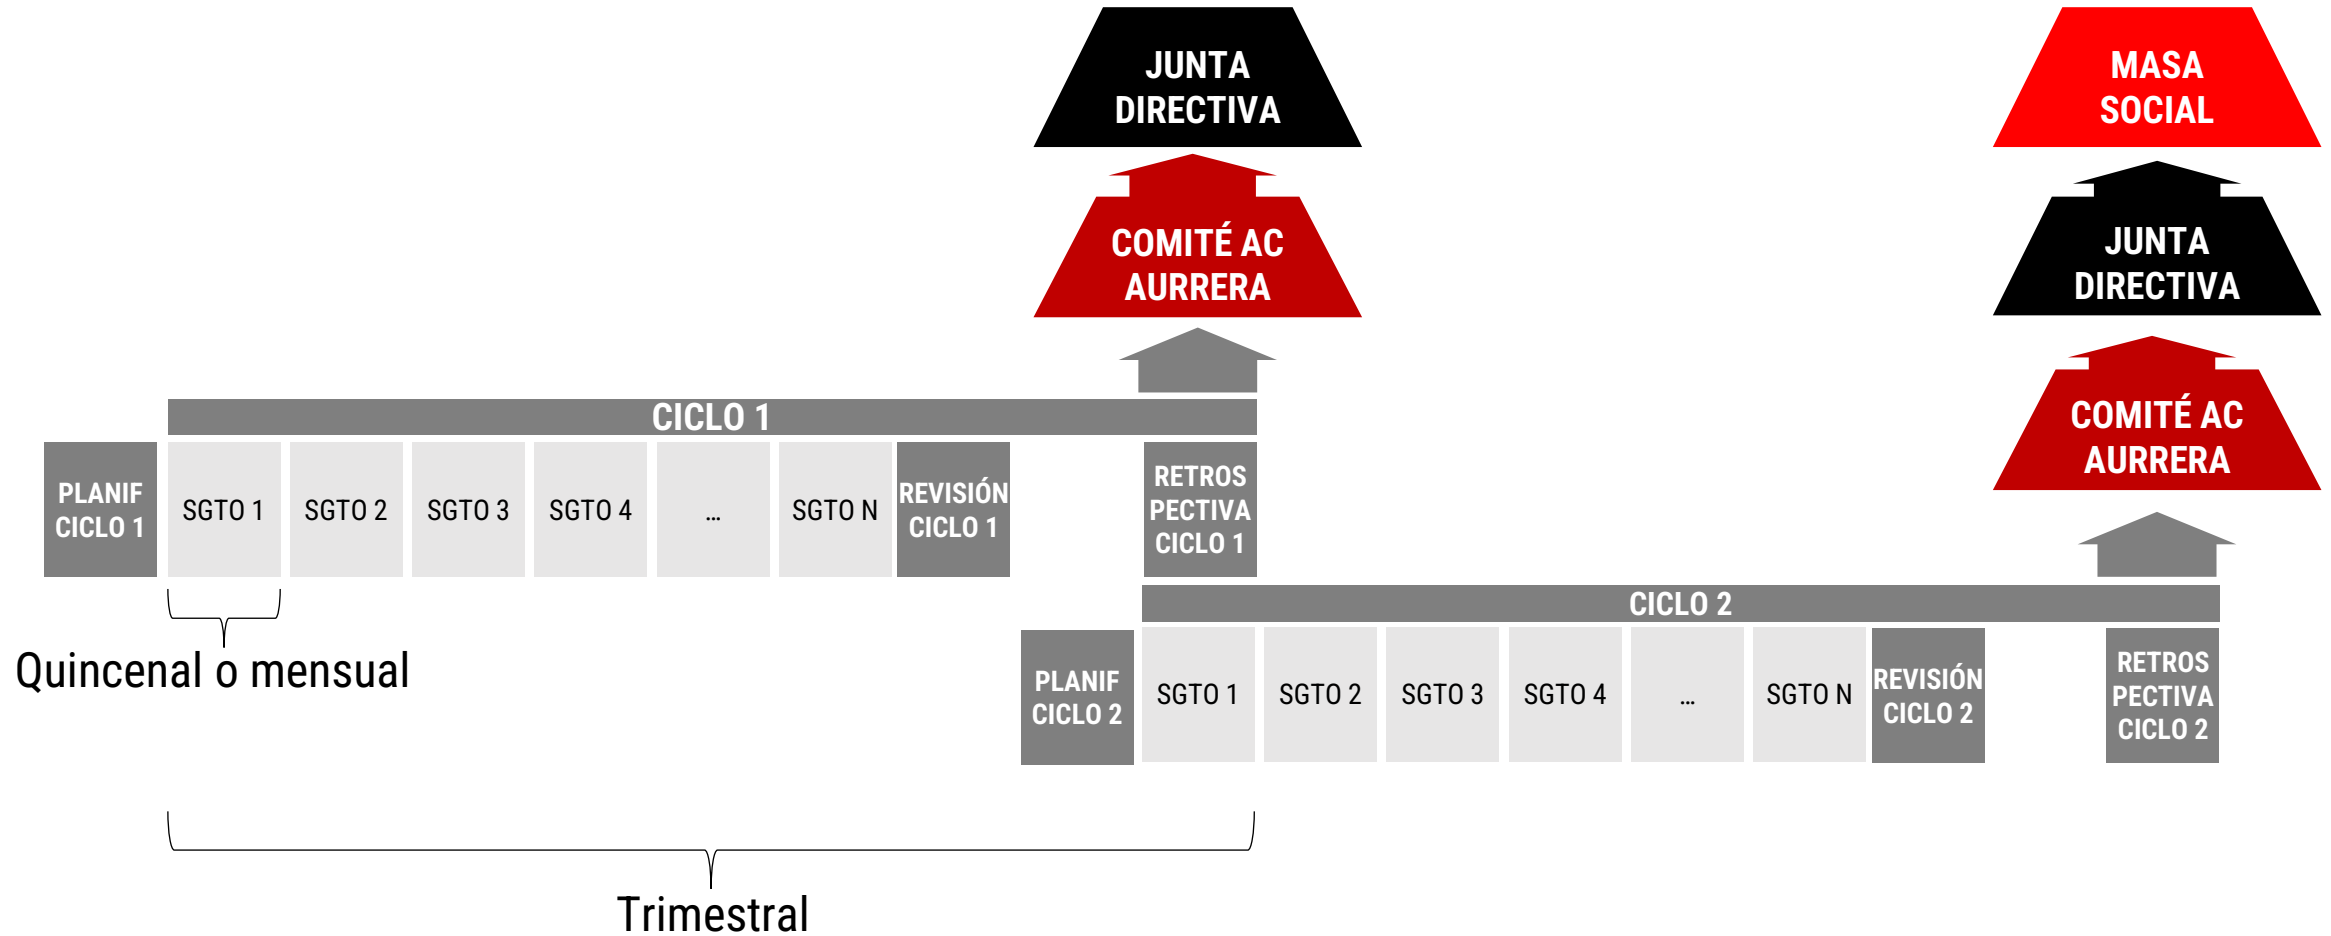 JUNTA
DIRECTIVA
MASA
SOCIAL
COMITÉ AC
AURRERA
JUNTA
DIRECTIVA
COMITÉ AC
AURRERA
CICLO 1
PLANIF
CICLO 1
SGTO 1
SGTO 2
SGTO 3
SGTO 4
...
SGTO N
REVISIÓN
CICLO 1
RETROS
PECTIVA
CICLO 1
Quincenal o mensual
CICLO 2
PLANIF
CICLO 2
SGTO 1
SGTO 2
SGTO 3
SGTO 4
...
SGTO N
REVISIÓN
CICLO 2
RETROS
PECTIVA
CICLO 2
Trimestral